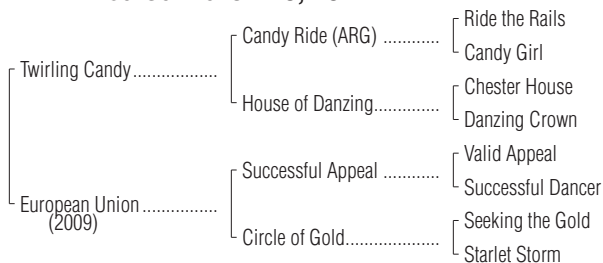 Ride the Rails
Candy Ride (ARG) ............
Candy Girl
Twirling Candy..................
Chester House
House of Danzing..............
Danzing Crown
Valid Appeal
Successful Appeal ............
Successful Dancer
European Union ................
(2009)
Seeking the Gold
Circle of Gold....................
Starlet Storm